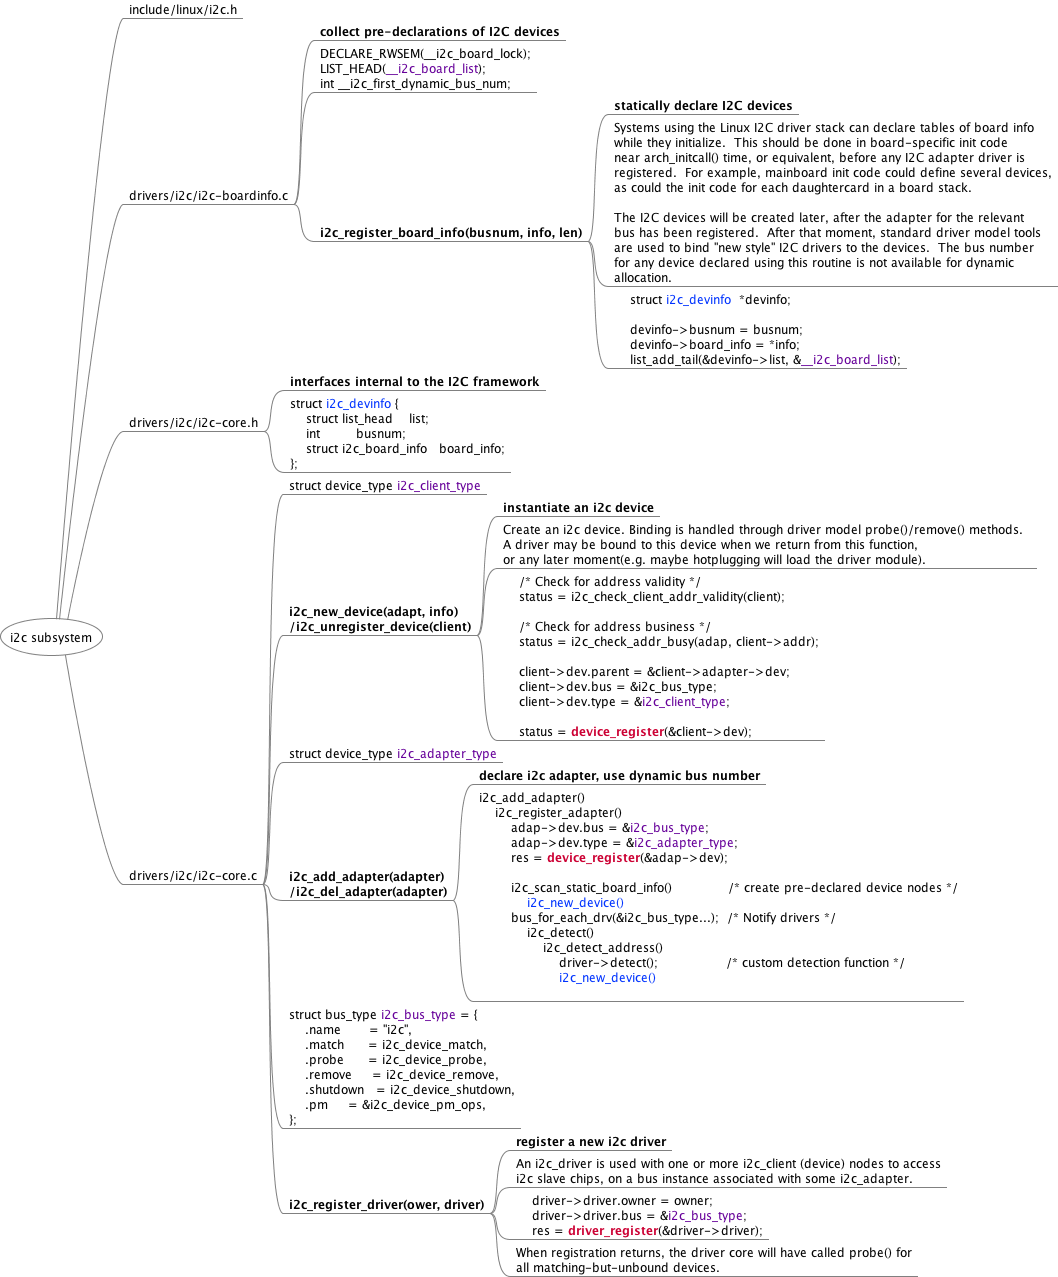 include/linux/i2c.h
collect pre-declarations of I2C devices
DECLARE_RWSEM(__i2c_board_lock);
LIST_HEAD(__i2c_board_list);
int __i2c_first_dynamic_bus_num;
drivers/i2c/i2c-boardinfo.c
i2c_register_board_info(busnum, info, len)
statically declare I2C devices
Systems using the Linux I2C driver stack can declare tables of board info
while they initialize.  This should be done in board-specific init code
near arch_initcall() time, or equivalent, before any I2C adapter driver is
registered.  For example, mainboard init code could define several devices,
as could the init code for each daughtercard in a board stack.
The I2C devices will be created later, after the adapter for the relevant
bus has been registered.  After that moment, standard driver model tools
are used to bind "new style" I2C drivers to the devices.  The bus number
for any device declared using this routine is not available for dynamic
allocation.
struct i2c_devinfo  *devinfo;
devinfo->busnum = busnum;
devinfo->board_info = *info;
list_add_tail(&devinfo->list, &__i2c_board_list);
drivers/i2c/i2c-core.h
interfaces internal to the I2C framework
struct i2c_devinfo {
struct list_head    list;
int         busnum;
struct i2c_board_info   board_info;
};
i2c subsystem
drivers/i2c/i2c-core.c
struct device_type i2c_client_type
i2c_new_device(adapt, info)
/i2c_unregister_device(client)
instantiate an i2c device
Create an i2c device. Binding is handled through driver model probe()/remove() methods.
A driver may be bound to this device when we return from this function,
or any later moment(e.g. maybe hotplugging will load the driver module).
/* Check for address validity */
status = i2c_check_client_addr_validity(client);
/* Check for address business */
status = i2c_check_addr_busy(adap, client->addr);
client->dev.parent = &client->adapter->dev;
client->dev.bus = &i2c_bus_type;
client->dev.type = &i2c_client_type;
status = device_register(&client->dev);
struct device_type i2c_adapter_type
i2c_add_adapter(adapter)
/i2c_del_adapter(adapter)
declare i2c adapter, use dynamic bus number
i2c_add_adapter()
i2c_register_adapter()
adap->dev.bus = &i2c_bus_type;
adap->dev.type = &i2c_adapter_type;
res = device_register(&adap->dev);
i2c_scan_static_board_info()              /* create pre-declared device nodes */
i2c_new_device()
bus_for_each_drv(&i2c_bus_type...);  /* Notify drivers */
i2c_detect()
i2c_detect_address()
driver->detect();                 /* custom detection function */
i2c_new_device()
struct bus_type i2c_bus_type = {
.name       = "i2c",
.match      = i2c_device_match,
.probe      = i2c_device_probe,
.remove     = i2c_device_remove,
.shutdown   = i2c_device_shutdown,
.pm     = &i2c_device_pm_ops,
};
i2c_register_driver(ower, driver)
register a new i2c driver
An i2c_driver is used with one or more i2c_client (device) nodes to access
i2c slave chips, on a bus instance associated with some i2c_adapter.
driver->driver.owner = owner;
driver->driver.bus = &i2c_bus_type;
res = driver_register(&driver->driver);
When registration returns, the driver core will have called probe() for
all matching-but-unbound devices.